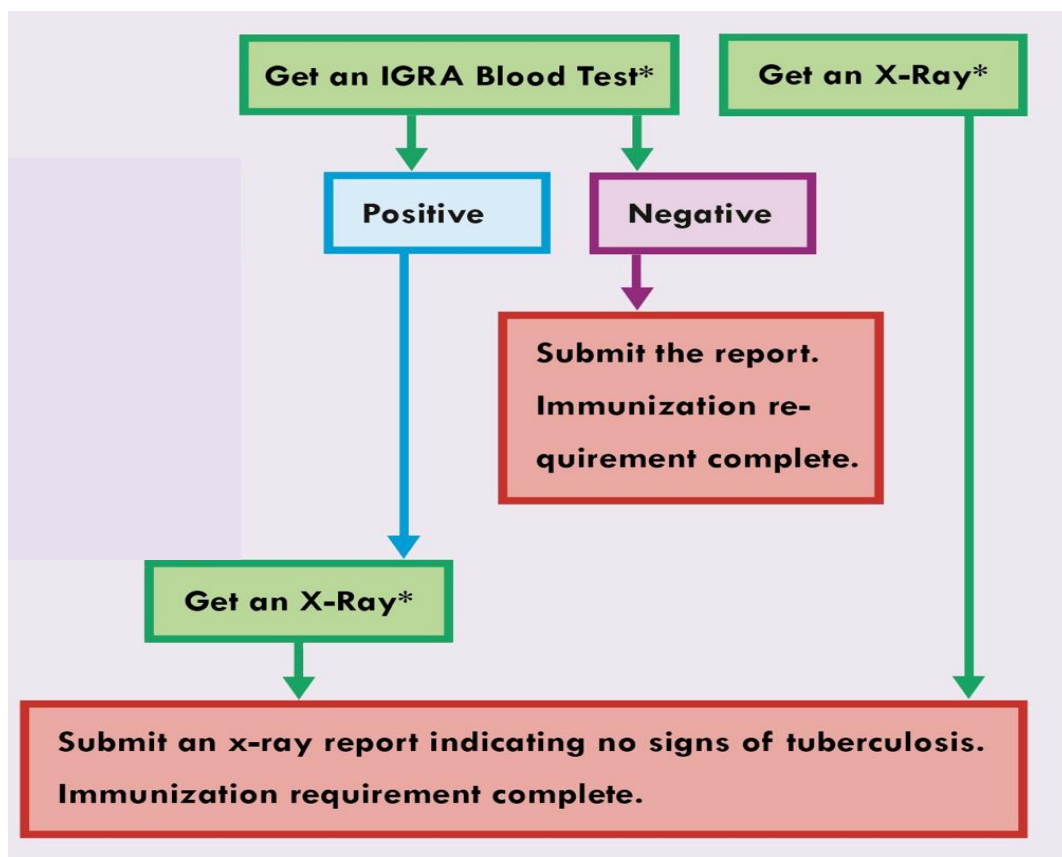 Get an IGRA Blood Test*
Get an X-Ray*
Positive
Negative
Submit the report.
Immunization re-
quirement complete.
Get an X-Ray*
Submit an x-ray report indicating no signs of tuberculosis.
Immunization requirement complete.